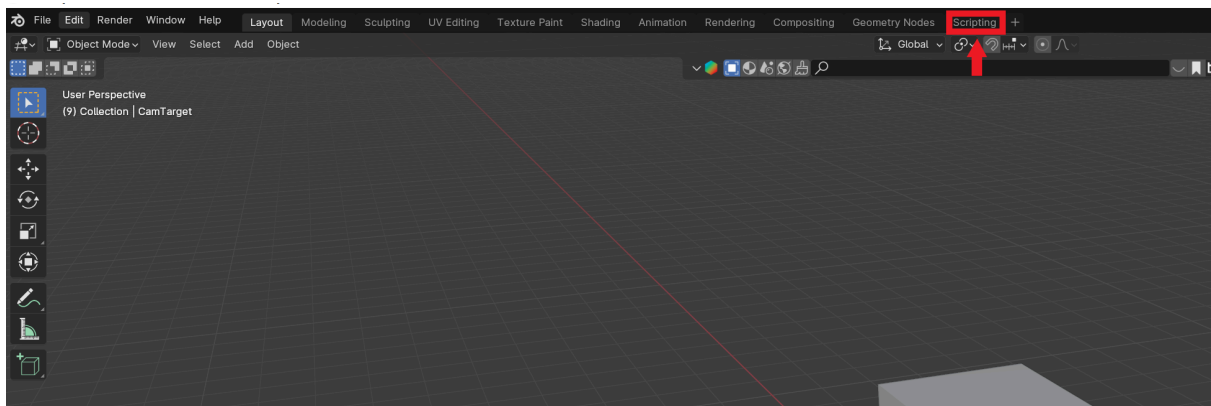 File Edit Render Window Help Layout Modeling Sculpting UV Editing Texture Paint Shading Animation Rendering Compositing Geometry Nodes Scripting +
Object Mode View Select Add Object Global
User Perspective
(9) Collection | CamTarget